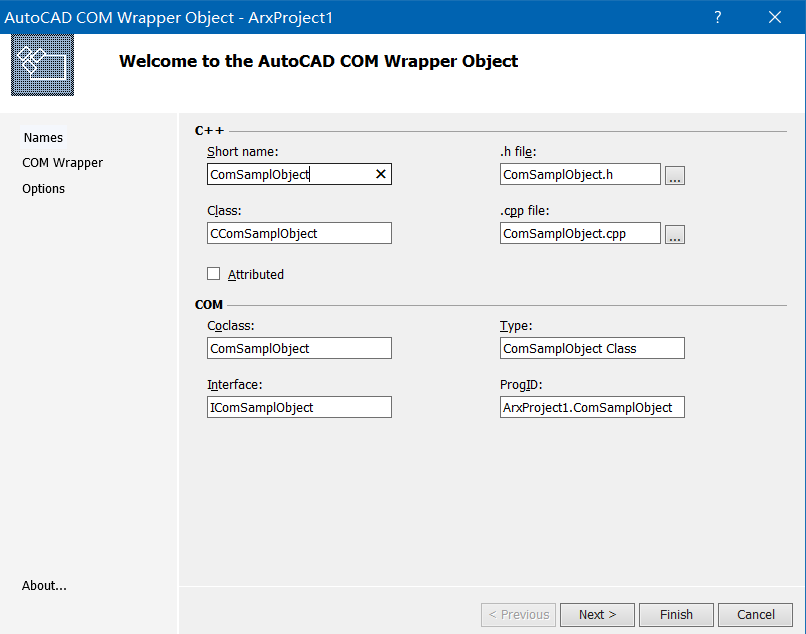 AutoCAD COM Wrapper Object - ArxProject1
?
Welcome to the AutoCAD COM Wrapper Object
Names
COM Wrapper
Options
About...
C++
Short name:
ComSamplObject
.h file:
ComSamplObject.h
...
Class:
CComSamplObject
.cpp file:
ComSamplObject.cpp
...
Attributed
COM
Coclass:
ComSamplObject
Type:
ComSamplObject Class
Interface:
IComSamplObject
ProgID:
ArxProject1.ComSamplObject
< Previous
Next >
Finish
Cancel